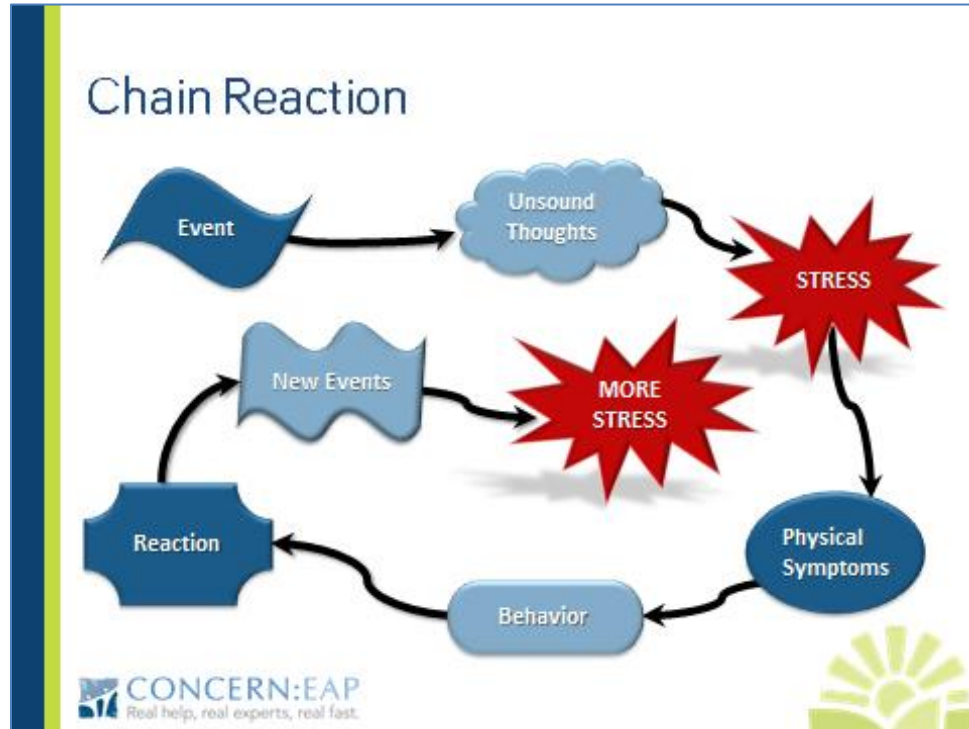 Chain Reaction
Event
Unsound
Thoughts
STRESS
New Events
MORE
STRESS
Reaction
Physical
Symptoms
Behavior
CONCERN:EAP
Real help, real experts, real fast.